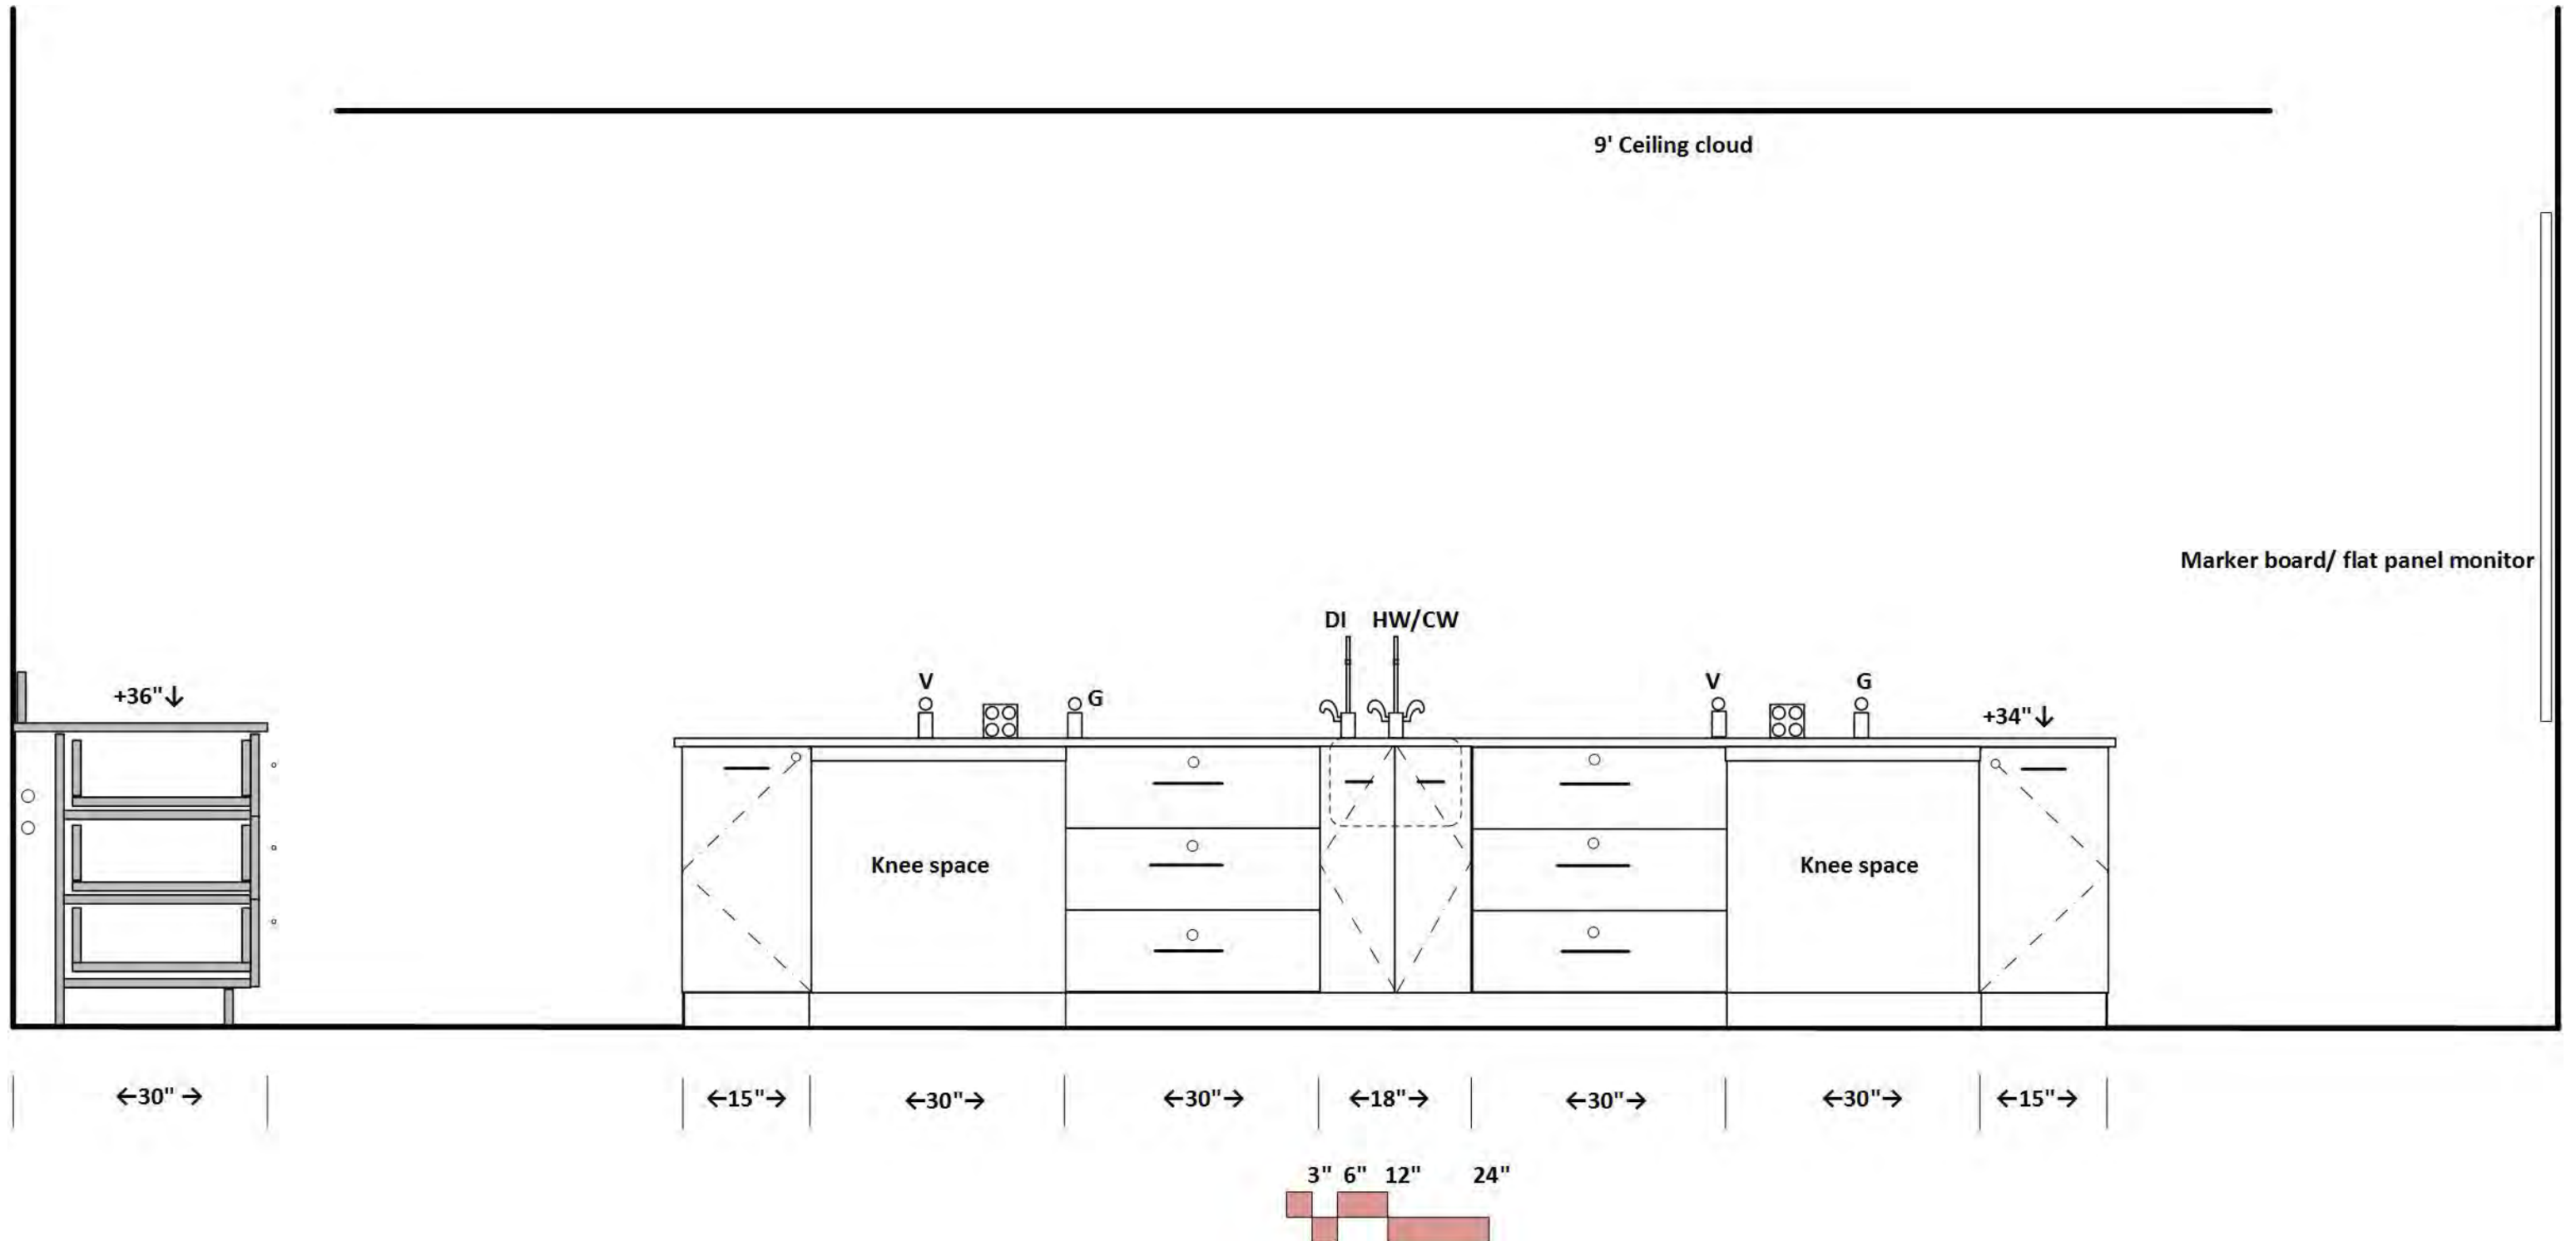 9' Ceiling cloud
Marker board/ flat panel monitor
DI HW/CW
V G V G
+36"↓ +34"↓
Knee space Knee space
←30" → ←15"→ ←30"→ ←30"→ ←18"→ ←30"→ ←30"→ ←15"→
3" 6" 12" 24"